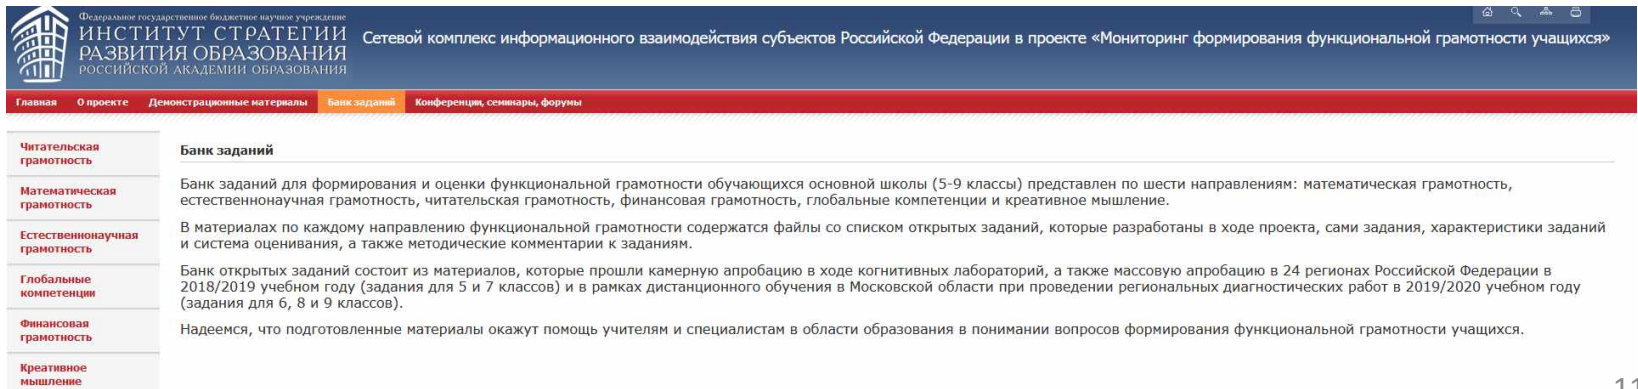 Федеральное государственное бюджетное научное учреждение
ИНСТИТУТ СТРАТЕГИИ
РАЗВИТИЯ ОБРАЗОВАНИЯ
РОССИЙСКОЙ АКАДЕМИИ ОБРАЗОВАНИЯ
Сетевой комплекс информационного взаимодействия субъектов Российской Федерации в проекте «Мониторинг формирования функциональной грамотности учащихся»
Главная О проекте Демонстрационные материалы Банк заданий Конференции, семинары, форумы
Читательская
грамотность
Математическая
грамотность
Естественнонаучная
грамотность
Глобальные
компетенции
Финансовая
грамотность
Креативное
мышление
Банк заданий
Банк заданий для формирования и оценки функциональной грамотности обучающихся основной школы (5-9 классы) представлен по шести направлениям: математическая грамотность,
естественнонаучная грамотность, читательская грамотность, финансовая грамотность, глобальные компетенции и креативное мышление.
В материалах по каждому направлению функциональной грамотности содержатся файлы со списком открытых заданий, которые разработаны в ходе проекта, сами задания, характеристики заданий
и система оценивания, а также методические комментарии к заданиям.
Банк открытых заданий состоит из материалов, которые прошли камерную апробацию в ходе когнитивных лабораторий, а также массовую апробацию в 24 регионах Российской Федерации в
2018/2019 учебном году (задания для 5 и 7 классов) и в рамках дистанционного обучения в Московской области при проведении региональных диагностических работ в 2019/2020 учебном году
(задания для 6, 8 и 9 классов).
Надеемся, что подготовленные материалы окажут помощь учителям и специалистам в области образования в понимании вопросов формирования функциональной грамотности учащихся.